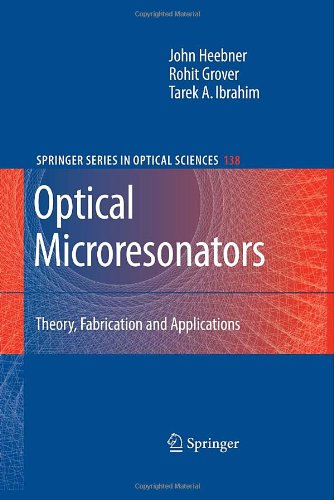 John Heebner
Rohit Grover
Tarek A. Ibrahim
SPRINGER SERIES IN OPTICAL SCIENCES 138
Optical
Microresonators
Theory, Fabrication and Applications
Springer